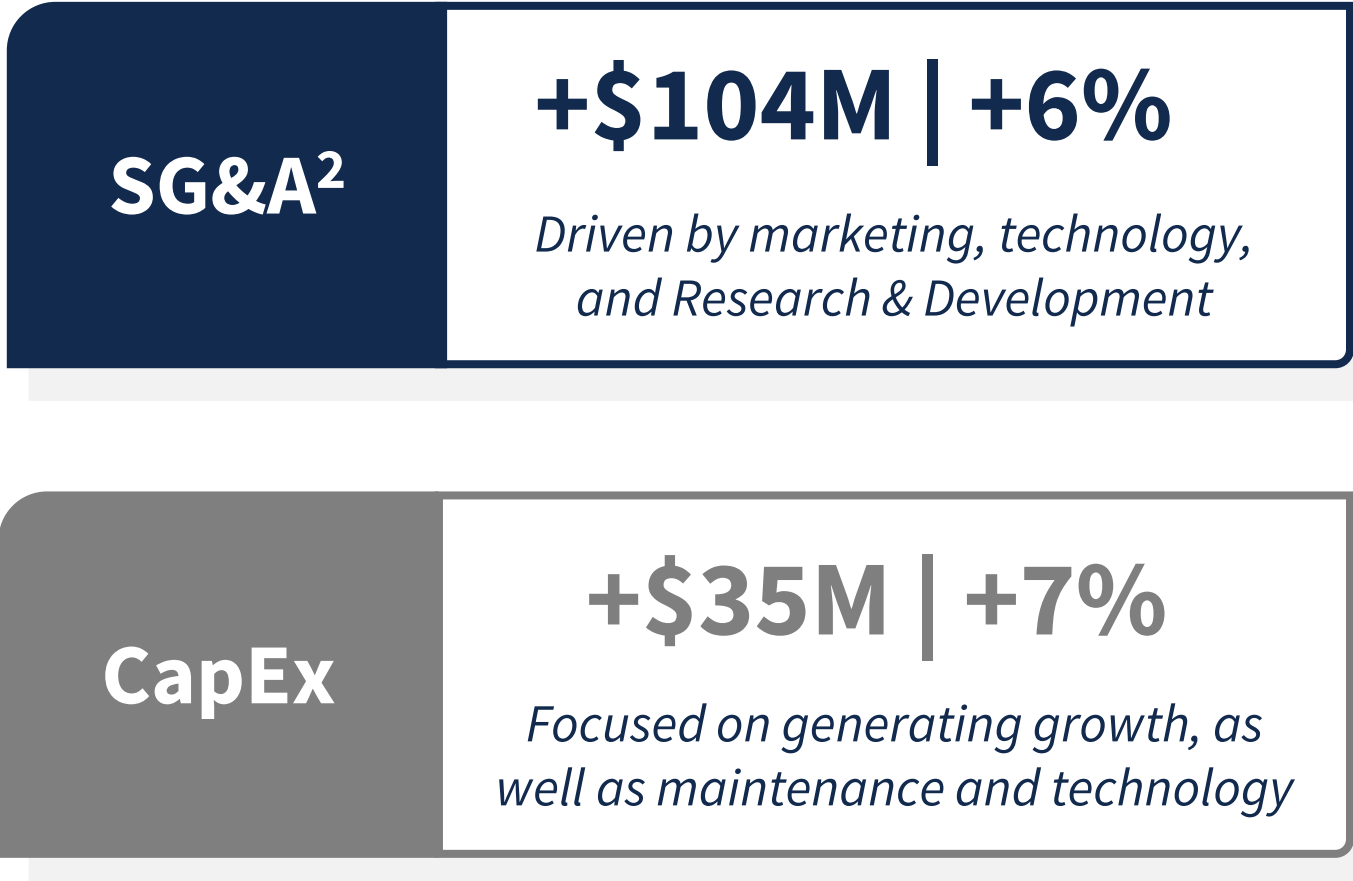 SG&A²
+$104M | +6%
Driven by marketing, technology,
and Research & Development
CapEx
+$35M | +7%
Focused on generating growth, as
well as maintenance and technology